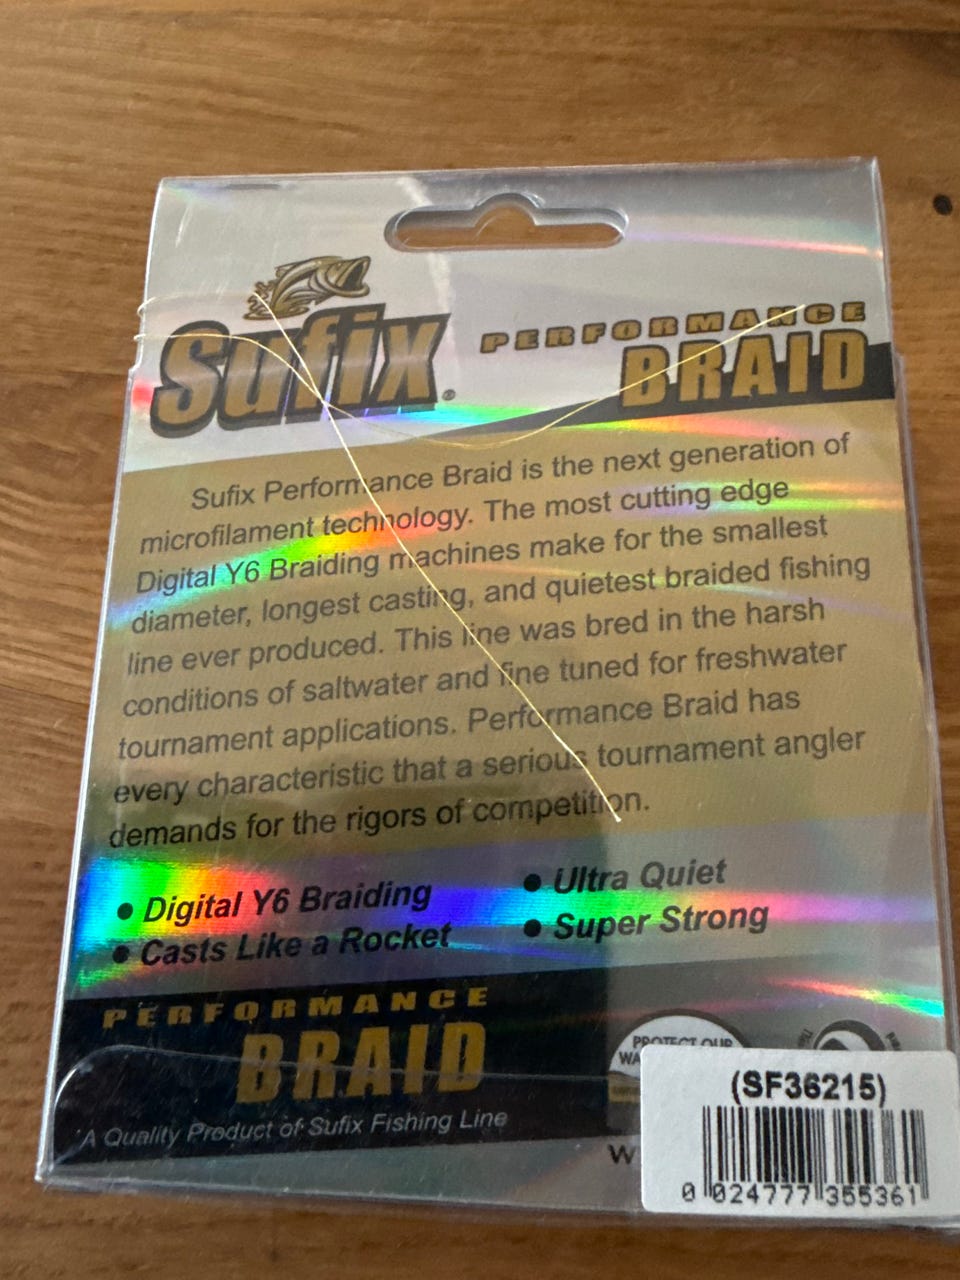 Sufix®
PERFORMANCE
BRAID
Sufix Performance Braid is the next generation of
microfilament technology. The most cutting edge
Digital Y6 Braiding machines make for the smallest
diameter, longest casting, and quietest braided fishing
line ever produced. This line was bred in the harsh
conditions of saltwater and fine tuned for freshwater
tournament applications. Performance Braid has
every characteristic that a serious tournament angler
demands for the rigors of competition.
• Digital Y6 Braiding
• Casts Like a Rocket
• Ultra Quiet
• Super Strong
PERFORMANCE
BRAID
A Quality Product of Sufix Fishing Line
PROTECT OUR
(SF36215)
0 024777 355361